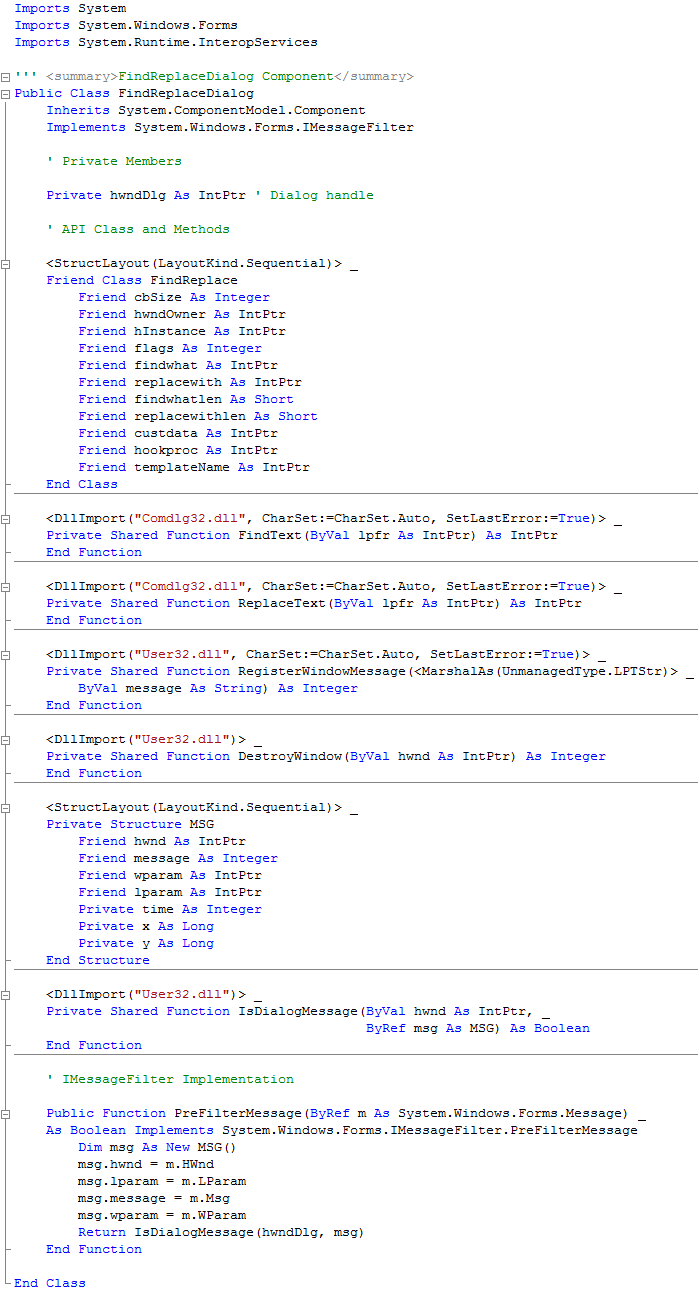 Imports System
Imports System.Windows.Forms
Imports System.Runtime.InteropServices

''' <summary>FindReplaceDialog Component</summary>
Public Class FindReplaceDialog
    Inherits System.ComponentModel.Component
    Implements System.Windows.Forms.IMessageFilter

    ' Private Members

    Private hwndDlg As IntPtr ' Dialog handle

    ' API Class and Methods

    <StructLayout(LayoutKind.Sequential)> _
    Friend Class FindReplace
        Friend cbSize As Integer
        Friend hwndOwner As IntPtr
        Friend hInstance As IntPtr
        Friend flags As Integer
        Friend findwhat As IntPtr
        Friend replacewith As IntPtr
        Friend findwhatlen As Short
        Friend replacewithlen As Short
        Friend custdata As IntPtr
        Friend hookproc As IntPtr
        Friend templateName As IntPtr
    End Class

    <DllImport("Comdlg32.dll", CharSet:=CharSet.Auto, SetLastError:=True)> _
    Private Shared Function FindText(ByVal lpfr As IntPtr) As IntPtr
    End Function

    <DllImport("Comdlg32.dll", CharSet:=CharSet.Auto, SetLastError:=True)> _
    Private Shared Function ReplaceText(ByVal lpfr As IntPtr) As IntPtr
    End Function

    <DllImport("User32.dll", CharSet:=CharSet.Auto, SetLastError:=True)> _
    Private Shared Function RegisterWindowMessage(<MarshalAs(UnmanagedType.LPTStr)> _
        ByVal message As String) As Integer
    End Function

    <DllImport("User32.dll")> _
    Private Shared Function DestroyWindow(ByVal hwnd As IntPtr) As Integer
    End Function

    <StructLayout(LayoutKind.Sequential)> _
    Private Structure MSG
        Friend hwnd As IntPtr
        Friend message As Integer
        Friend wparam As IntPtr
        Friend lparam As IntPtr
        Private time As Integer
        Private x As Long
        Private y As Long
    End Structure

    <DllImport("User32.dll")> _
    Private Shared Function IsDialogMessage(ByVal hwnd As IntPtr, _
                                            ByRef msg As MSG) As Boolean
    End Function

    ' IMessageFilter Implementation

    Public Function PreFilterMessage(ByRef m As System.Windows.Forms.Message) _
    As Boolean Implements System.Windows.Forms.IMessageFilter.PreFilterMessage
        Dim msg As New MSG()
        msg.hwnd = m.HWnd
        msg.lparam = m.LParam
        msg.message = m.Msg
        msg.wparam = m.WParam
        Return IsDialogMessage(hwndDlg, msg)
    End Function

End Class